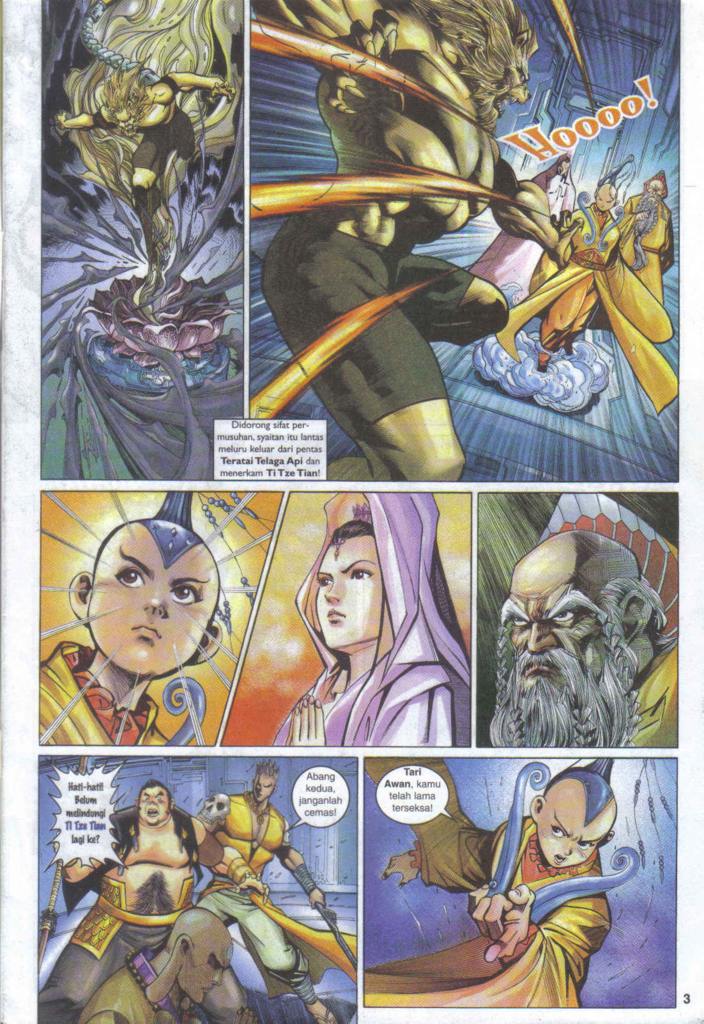 Hoooo!
Didorong sifat per-
musuhan, syaitan itu lantas
meluru keluar dari pentas
Teratai Telaga Api dan
menerkam Ti Tze Tian!
Hati-hati!
Belum
melindungi
Ti Tze Tian
lagi ke?
Abang
kedua,
janganlah
cemas!
Tari
Awan, kamu
telah lama
terseksa!
3